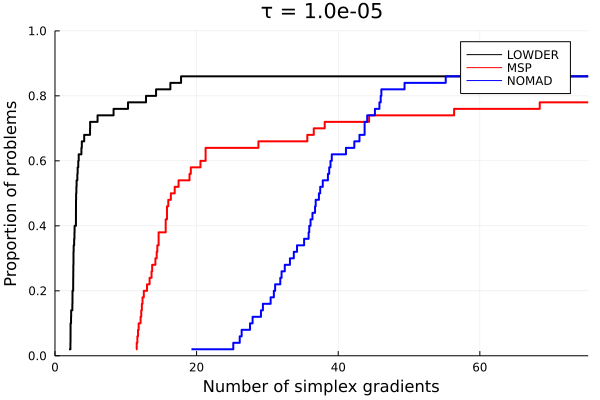 τ = 1.0e-05
LOWDER
MSP
NOMAD
Proportion of problems
1.0
0.8
0.6
0.4
0.2
0.0
0 20 40 60
Number of simplex gradients